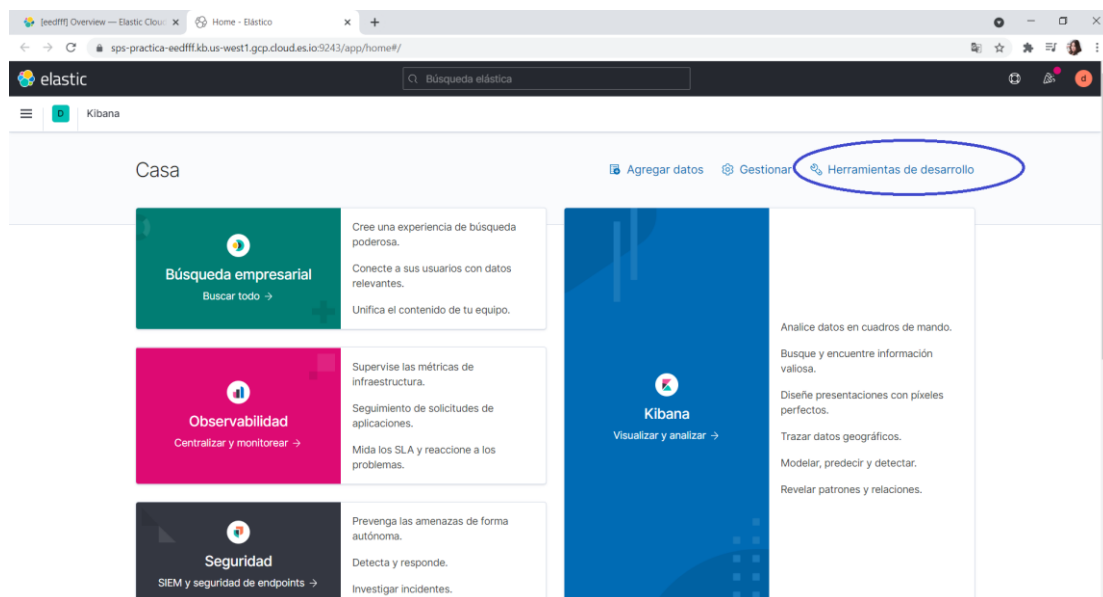 [eedfff] Overview — Elastic Cloud
Home - Elástico
sps-practica-eedfff.kb.us-west1.gcp.cloud.es.io:9243/app/home#/
elastic
Búsqueda elástica
d
D
Kibana
Casa
Agregar datos
Gestionar
Herramientas de desarrollo
Búsqueda empresarial
Buscar todo →
Cree una experiencia de búsqueda
poderosa.
Conecte a sus usuarios con datos
relevantes.
Unifica el contenido de tu equipo.
Observabilidad
Centralizar y monitorear →
Supervise las métricas de
infraestructura.
Seguimiento de solicitudes de
aplicaciones.
Mida los SLA y reaccione a los
problemas.
Seguridad
SIEM y seguridad de endpoints →
Prevenga las amenazas de forma
autónoma.
Detecta y responde.
Investigar incidentes.
Kibana
Visualizar y analizar →
Analice datos en cuadros de mando.
Busque y encuentre información
valiosa.
Diseñe presentaciones con píxeles
perfectos.
Trazar datos geográficos.
Modelar, predecir y detectar.
Revelar patrones y relaciones.